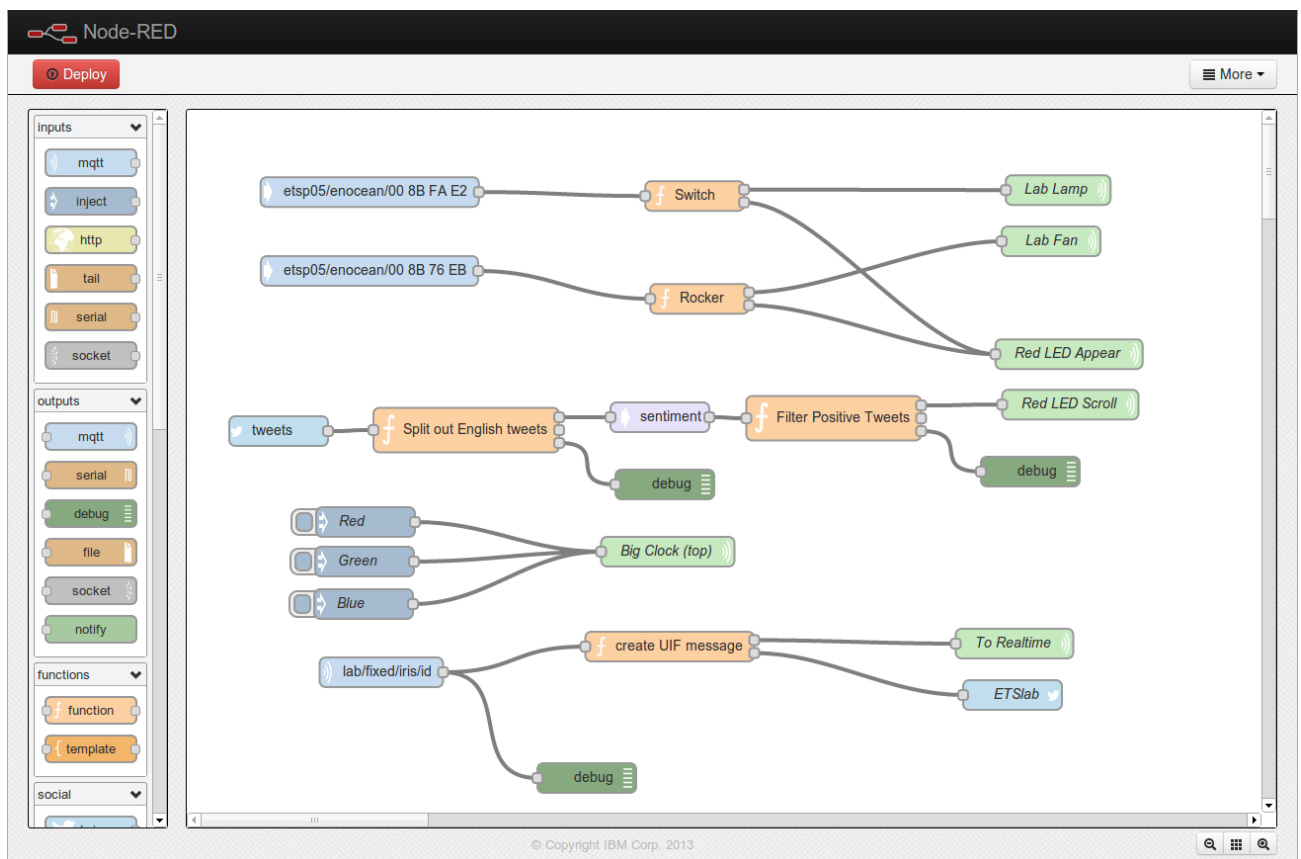 Node-RED
Deploy
More
inputs
mqtt
inject
http
tail
serial
socket
outputs
mqtt
serial
debug
file
socket
notify
functions
function
template
social
etsp05/enocean/00 8B FA E2
Switch
Lab Lamp
Lab Fan
etsp05/enocean/00 8B 76 EB
Rocker
Red LED Appear
tweets
Split out English tweets
sentiment
Filter Positive Tweets
Red LED Scroll
debug
debug
Red
Green
Blue
Big Clock (top)
lab/fixed/iris/id
create UIF message
To Realtime
ETSlab
debug
© Copyright IBM Corp. 2013